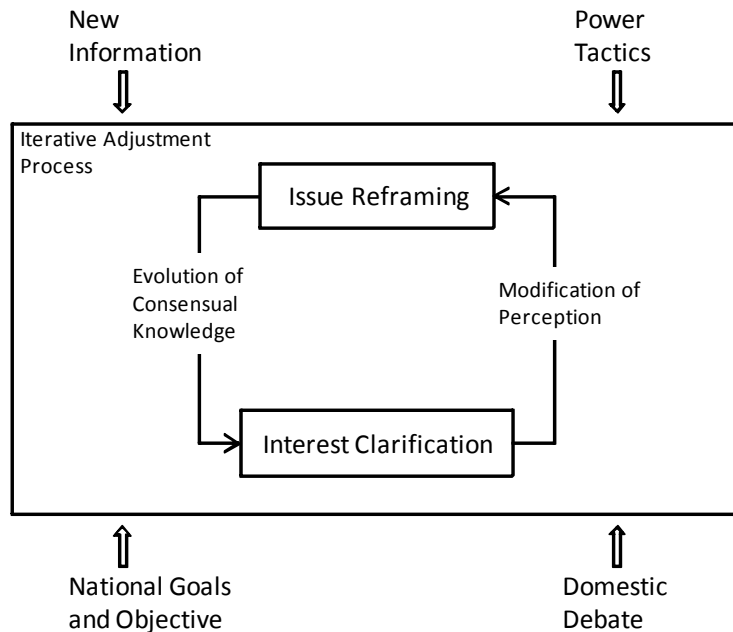 New
Information
Power
Tactics
Iterative Adjustment
Process
Issue Reframing
Evolution of
Consensual
Knowledge
Modification of
Perception
Interest Clarification
National Goals
and Objective
Domestic
Debate